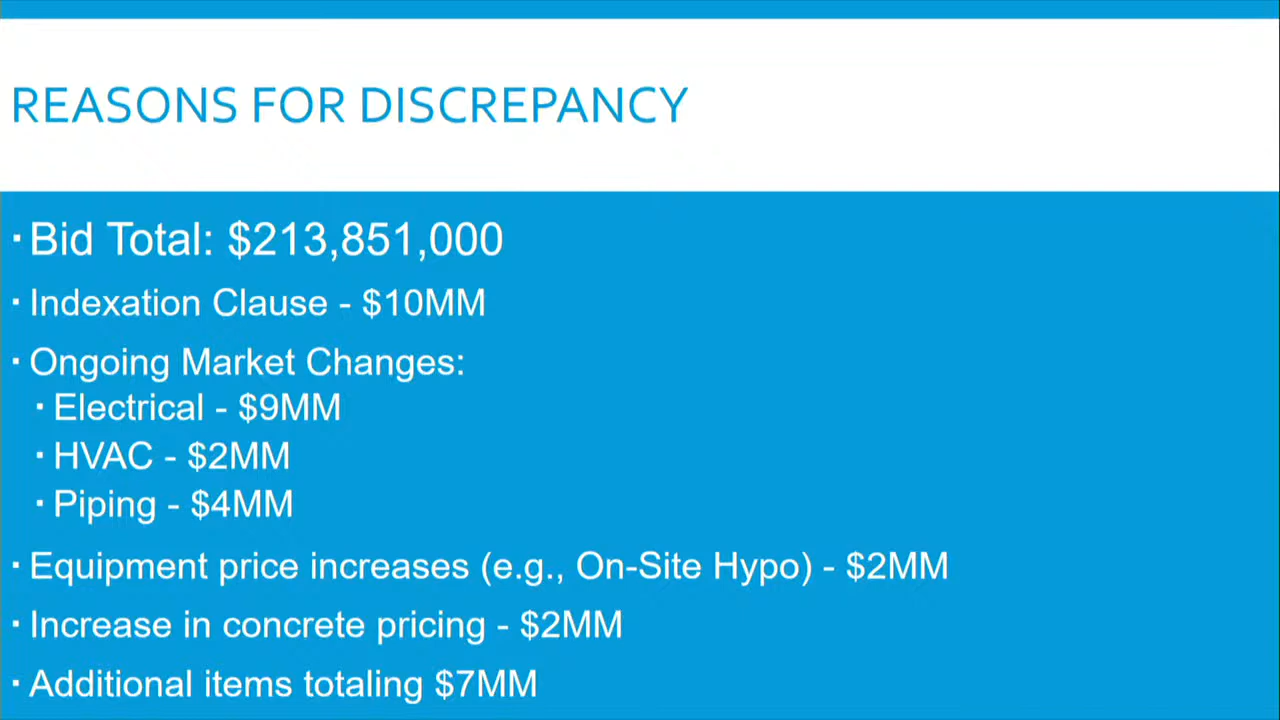 REASONS FOR DISCREPANCY
▪ Bid Total: $213,851,000
▪ Indexation Clause - $10MM
▪ Ongoing Market Changes:
▪ Electrical - $9MM
▪ HVAC - $2MM
▪ Piping - $4MM
▪ Equipment price increases (e.g., On-Site Hypo) - $2MM
▪ Increase in concrete pricing - $2MM
▪ Additional items totaling $7MM